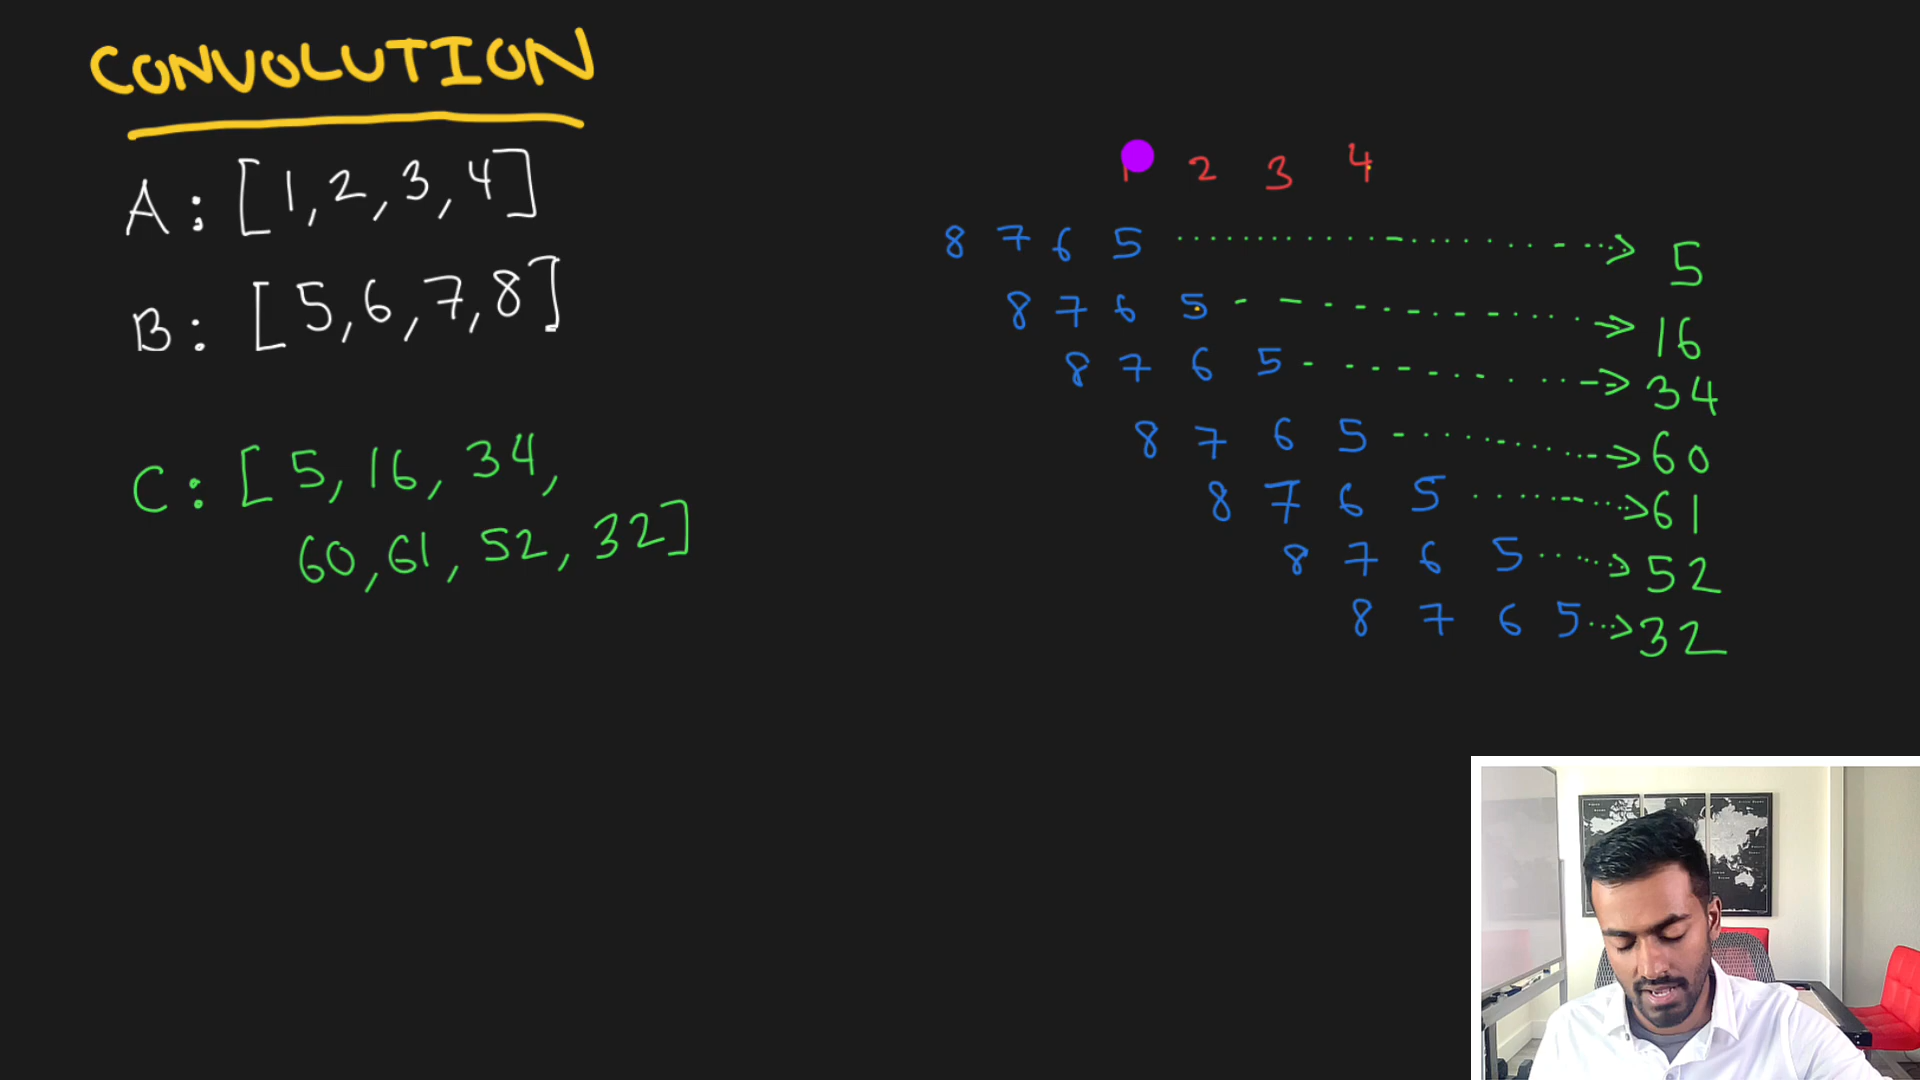 CONVOLUTION
A: [1, 2, 3, 4]
B: [5, 6, 7, 8]
C: [5, 16, 34,
60, 61, 52, 32]
1 2 3 4
8 7 6 5 → 5
8 7 6 5 → 16
8 7 6 5 → 34
8 7 6 5 → 60
8 7 6 5 → 61
8 7 6 5 → 52
8 7 6 5 → 32